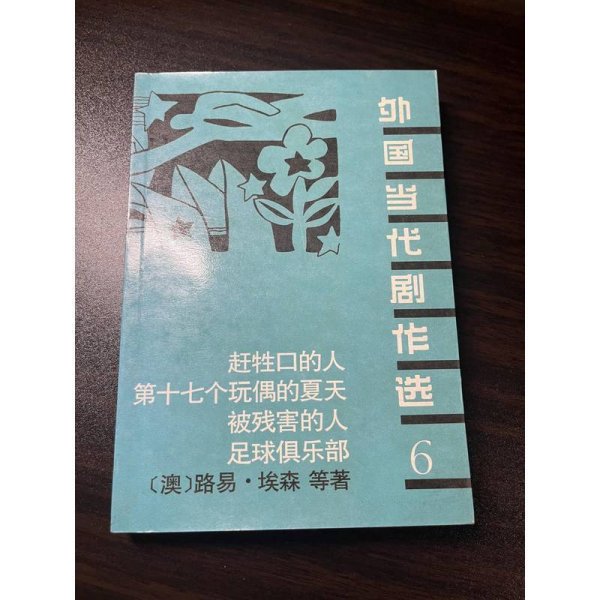 外国当代剧作选
6
赶牲口的人
第十七个玩偶的夏天
被残害的人
足球俱乐部
〔澳〕路易·埃森 等著